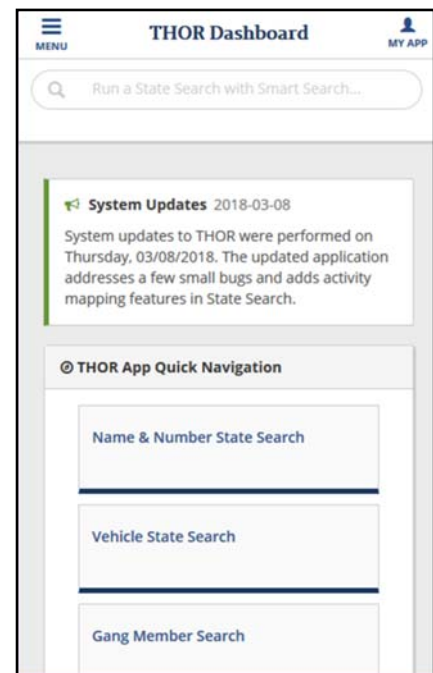 THOR Dashboard
MENU
MY APP
Run a State Search with Smart Search...
System Updates 2018-03-08
System updates to THOR were performed on
Thursday, 03/08/2018. The updated application
addresses a few small bugs and adds activity
mapping features in State Search.
THOR App Quick Navigation
Name & Number State Search
Vehicle State Search
Gang Member Search